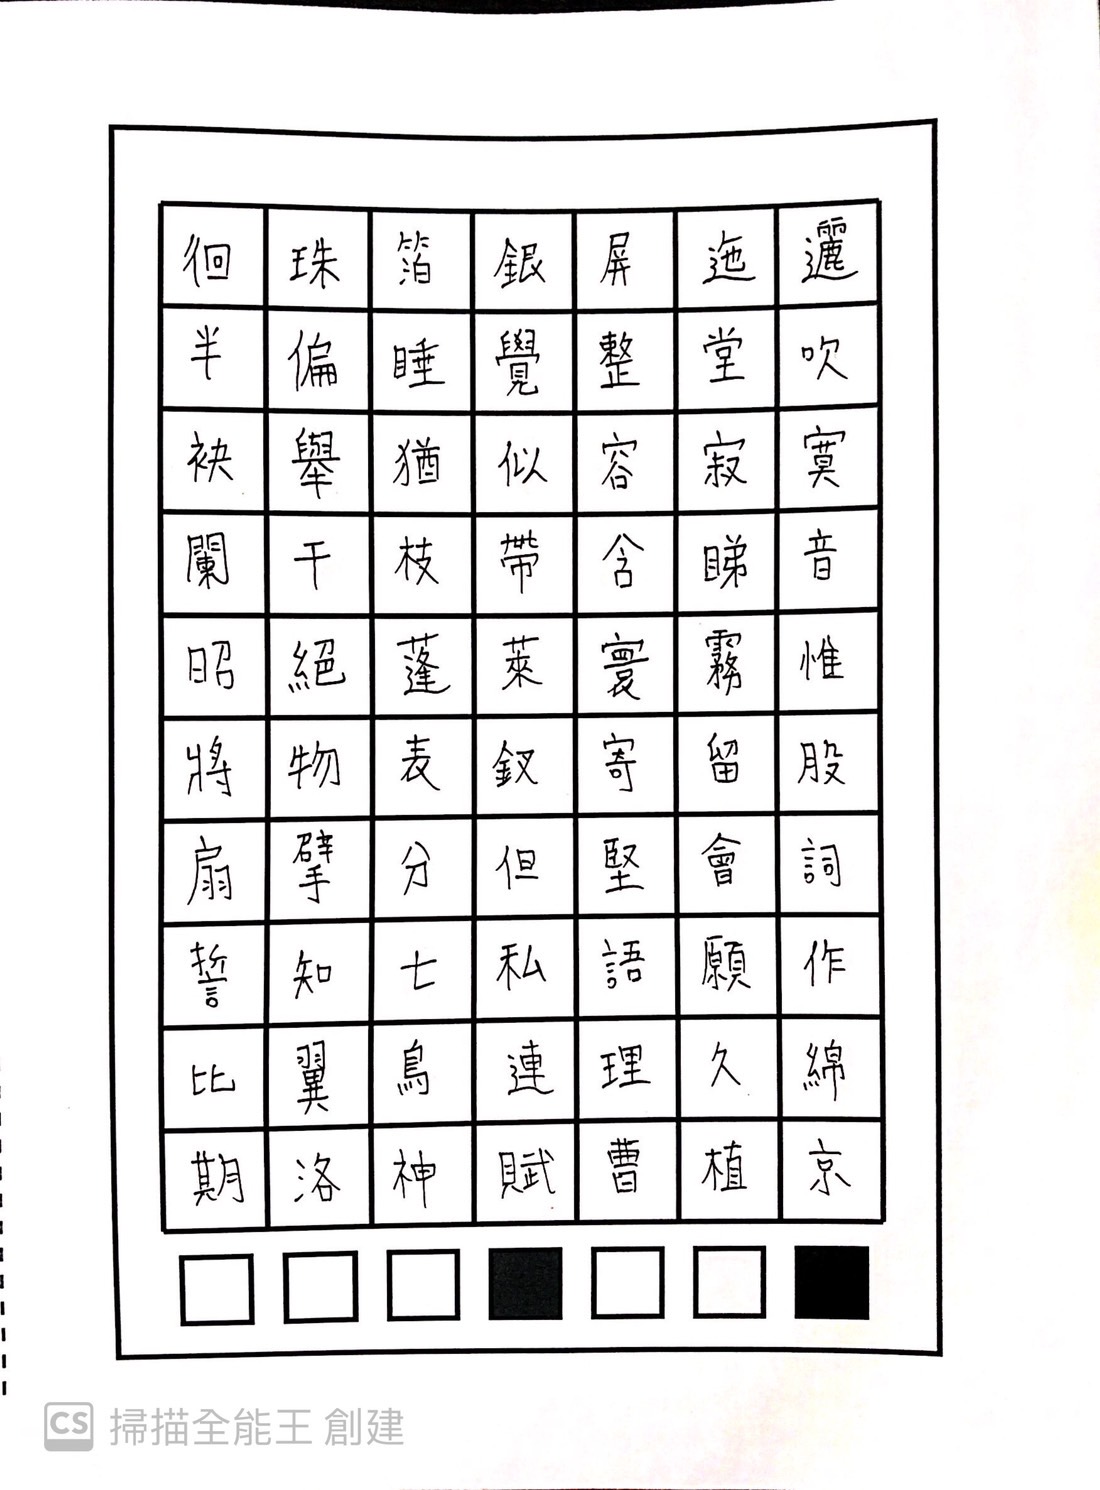 徊珠箔銀屏迤邐
半偏睡覺整堂吹
袂舉猶似容寂寞
闌干枝帶含睇音
昭絕蓬萊寰霧惟
將物表釵寄留股
扇擘分但堅會詞
誓知七私語願作
比翼鳥連理久綿
期洛神賦曹植京
CS 掃描全能王 創建